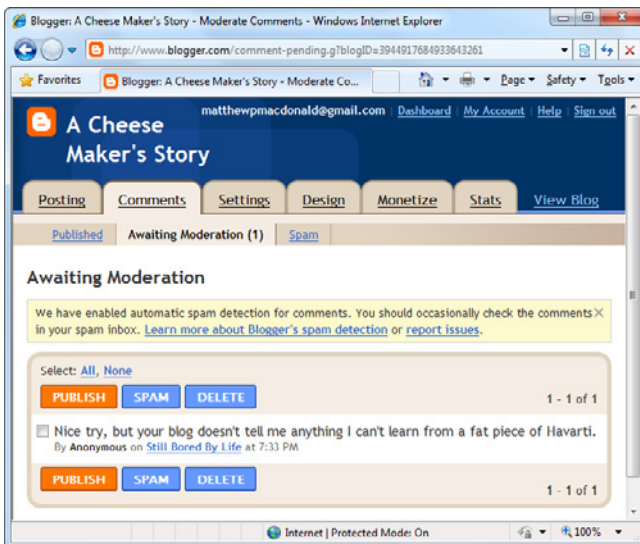 Blogger: A Cheese Maker's Story - Moderate Comments - Windows Internet Explorer
http://www.blogger.com/comment-pending.g?blogID=3944917684933643261
Favorites Blogger: A Cheese Maker's Story - Moderate Co... Page Safety Tools
matthewpmacdonald@gmail.com | Dashboard | My Account | Help | Sign out
A Cheese
Maker's Story
Posting Comments Settings Design Monetize Stats View Blog
Published Awaiting Moderation (1) Spam
Awaiting Moderation
We have enabled automatic spam detection for comments. You should occasionally check the comments
in your spam inbox. Learn more about Blogger's spam detection or report issues.
Select: All, None
PUBLISH SPAM DELETE 1 - 1 of 1
Nice try, but your blog doesn't tell me anything I can't learn from a fat piece of Havarti.
By Anonymous on Still Bored By Life at 7:33 PM
PUBLISH SPAM DELETE
1 - 1 of 1
Internet | Protected Mode: On 100%